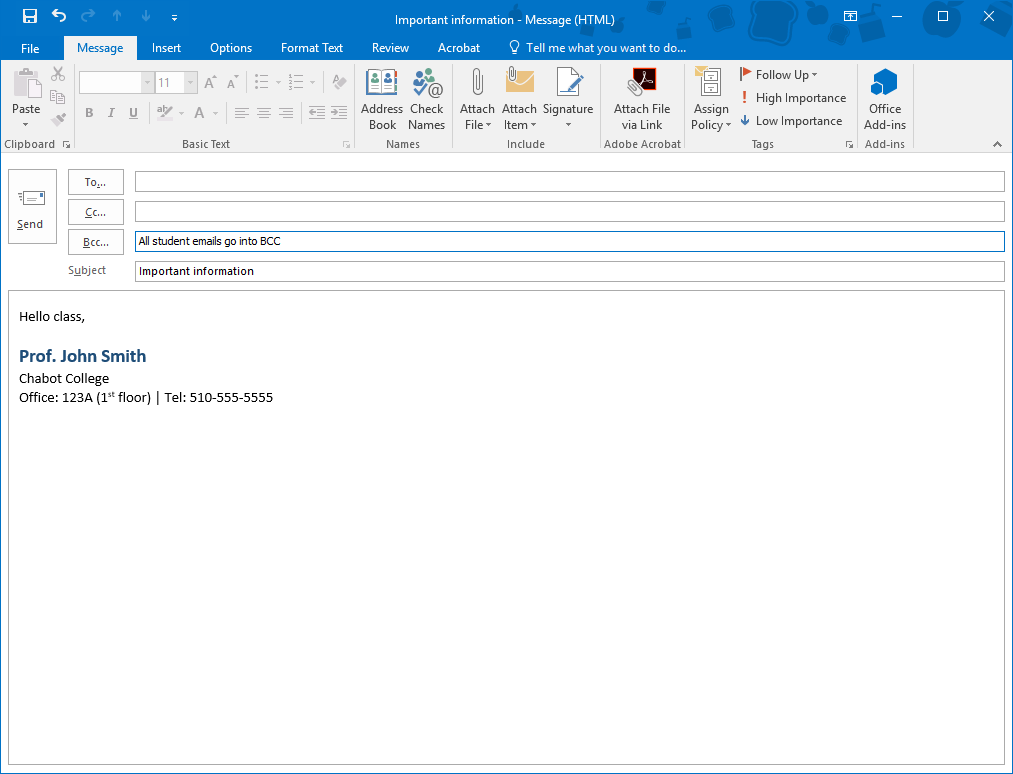 Important information - Message (HTML)
File Message Insert Options Format Text Review Acrobat Tell me what you want to do...
Paste
Clipboard
11
B I U
Basic Text
Address Book
Check Names
Names
Attach File
Attach Item
Signature
Include
Attach File via Link
Adobe Acrobat
Assign Policy
Follow Up
High Importance
Low Importance
Tags
Office Add-ins
Add-ins
Send
To...
Cc...
Bcc... All student emails go into BCC
Subject Important information
Hello class,
Prof. John Smith
Chabot College
Office: 123A (1st floor) | Tel: 510-555-5555